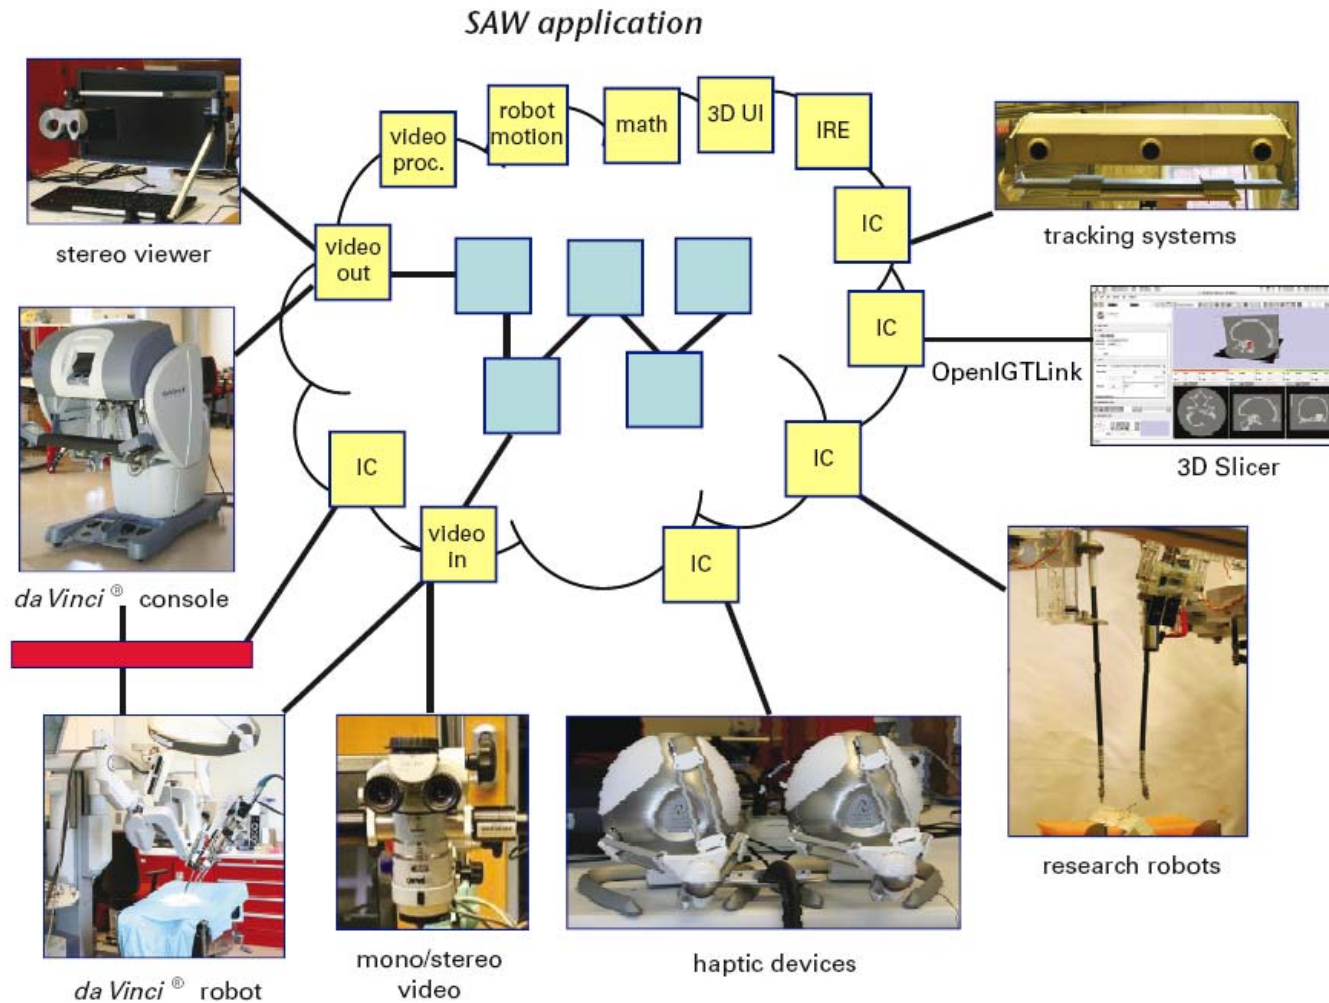 SAW application
video
proc.
robot
motion
math
3D UI
IRE
IC
tracking systems
stereo viewer
video
out
IC
OpenIGTLink
3D Slicer
IC
IC
video
in
IC
da Vinci ® console
research robots
mono/stereo
video
haptic devices
da Vinci ® robot